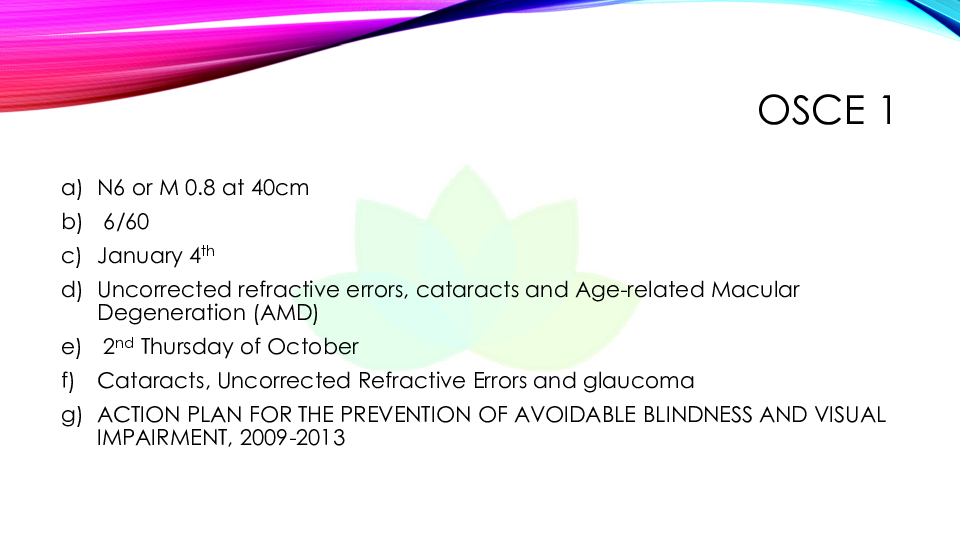 OSCE 1
a) N6 or M 0.8 at 40cm
b) 6/60
c) January 4th
d) Uncorrected refractive errors, cataracts and Age-related Macular
Degeneration (AMD)
e) 2nd Thursday of October
f) Cataracts, Uncorrected Refractive Errors and glaucoma
g) ACTION PLAN FOR THE PREVENTION OF AVOIDABLE BLINDNESS AND VISUAL
IMPAIRMENT, 2009-2013